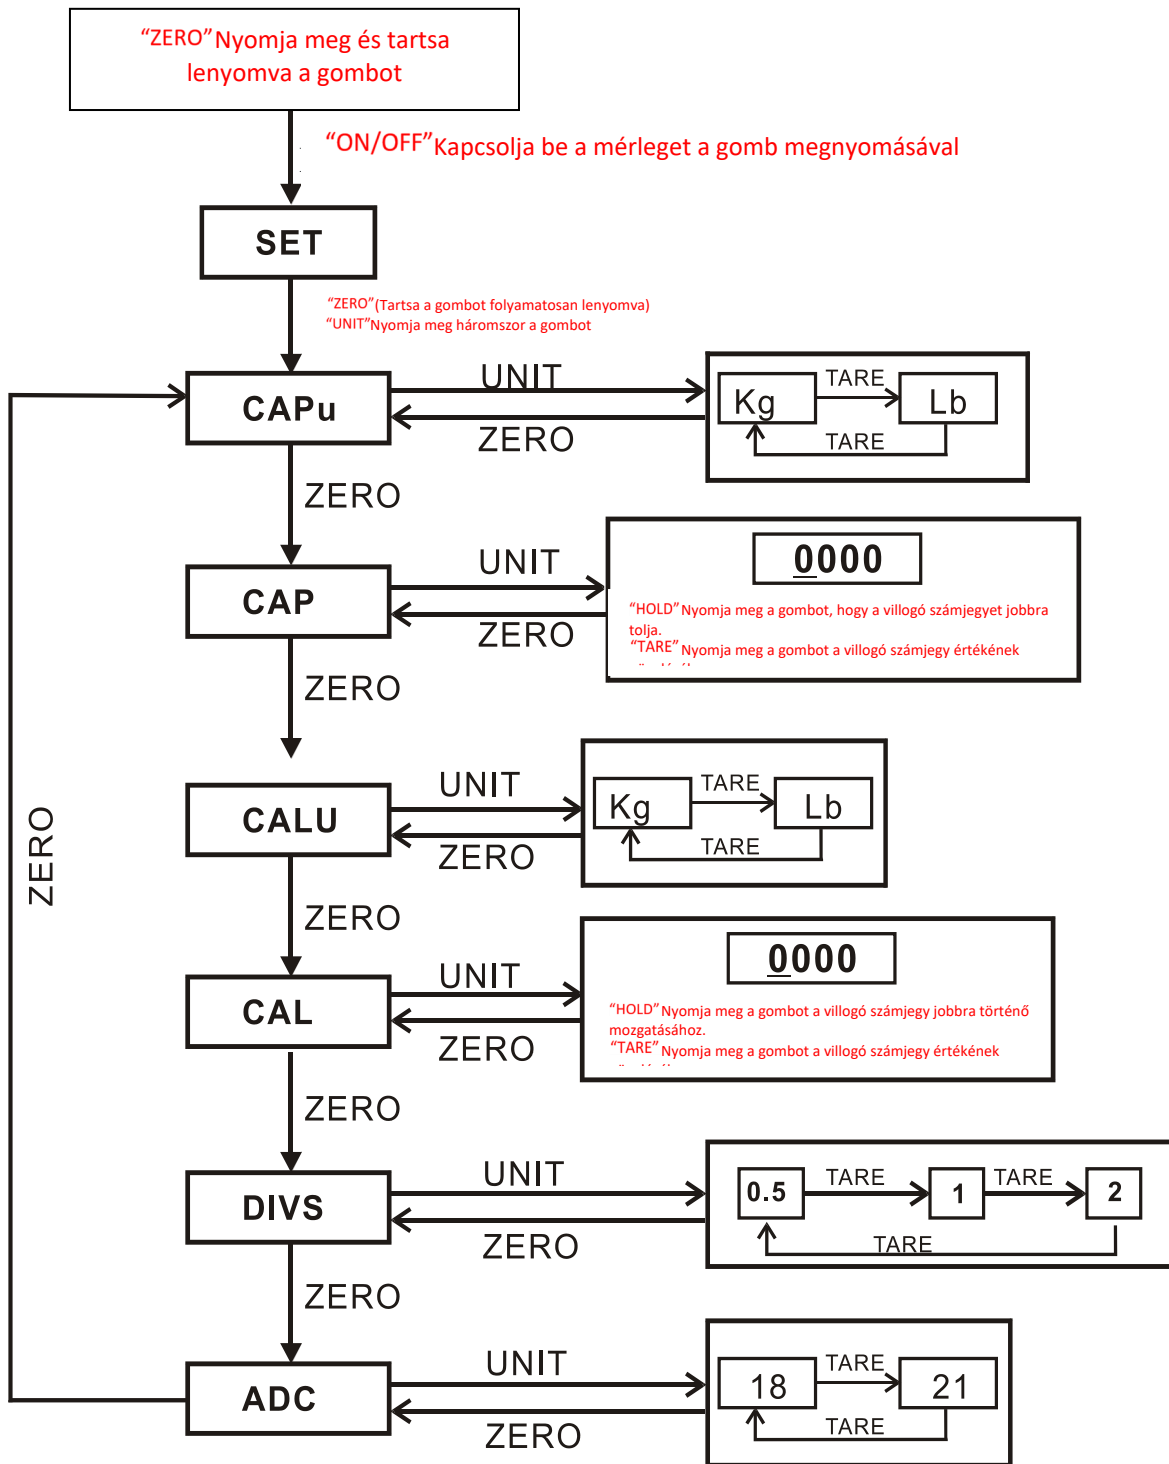 “ZERO” Nyomja meg és tartsa
lenyomva a gombot
“ON/OFF” Kapcsolja be a mérleget a gomb megnyomásával
SET
“ZERO” (Tartsa a gombot folyamatosan lenyomva)
“UNIT” Nyomja meg háromszor a gombot
CAPu
UNIT
ZERO
Kg
TARE
Lb
TARE
ZERO
CAP
UNIT
ZERO
0000
“HOLD” Nyomja meg a gombot, hogy a villogó számjegyet jobbra
tolja.
“TARE” Nyomja meg a gombot a villogó számjegy értékének
ZERO
CALU
UNIT
ZERO
Kg
TARE
Lb
TARE
ZERO
ZERO
CAL
UNIT
ZERO
0000
“HOLD” Nyomja meg a gombot a villogó számjegy jobbra történő
mozgatásához.
“TARE” Nyomja meg a gombot a villogó számjegy értékének
ZERO
DIVS
UNIT
ZERO
0.5
TARE
1
TARE
2
TARE
ZERO
ADC
UNIT
ZERO
18
TARE
21
TARE